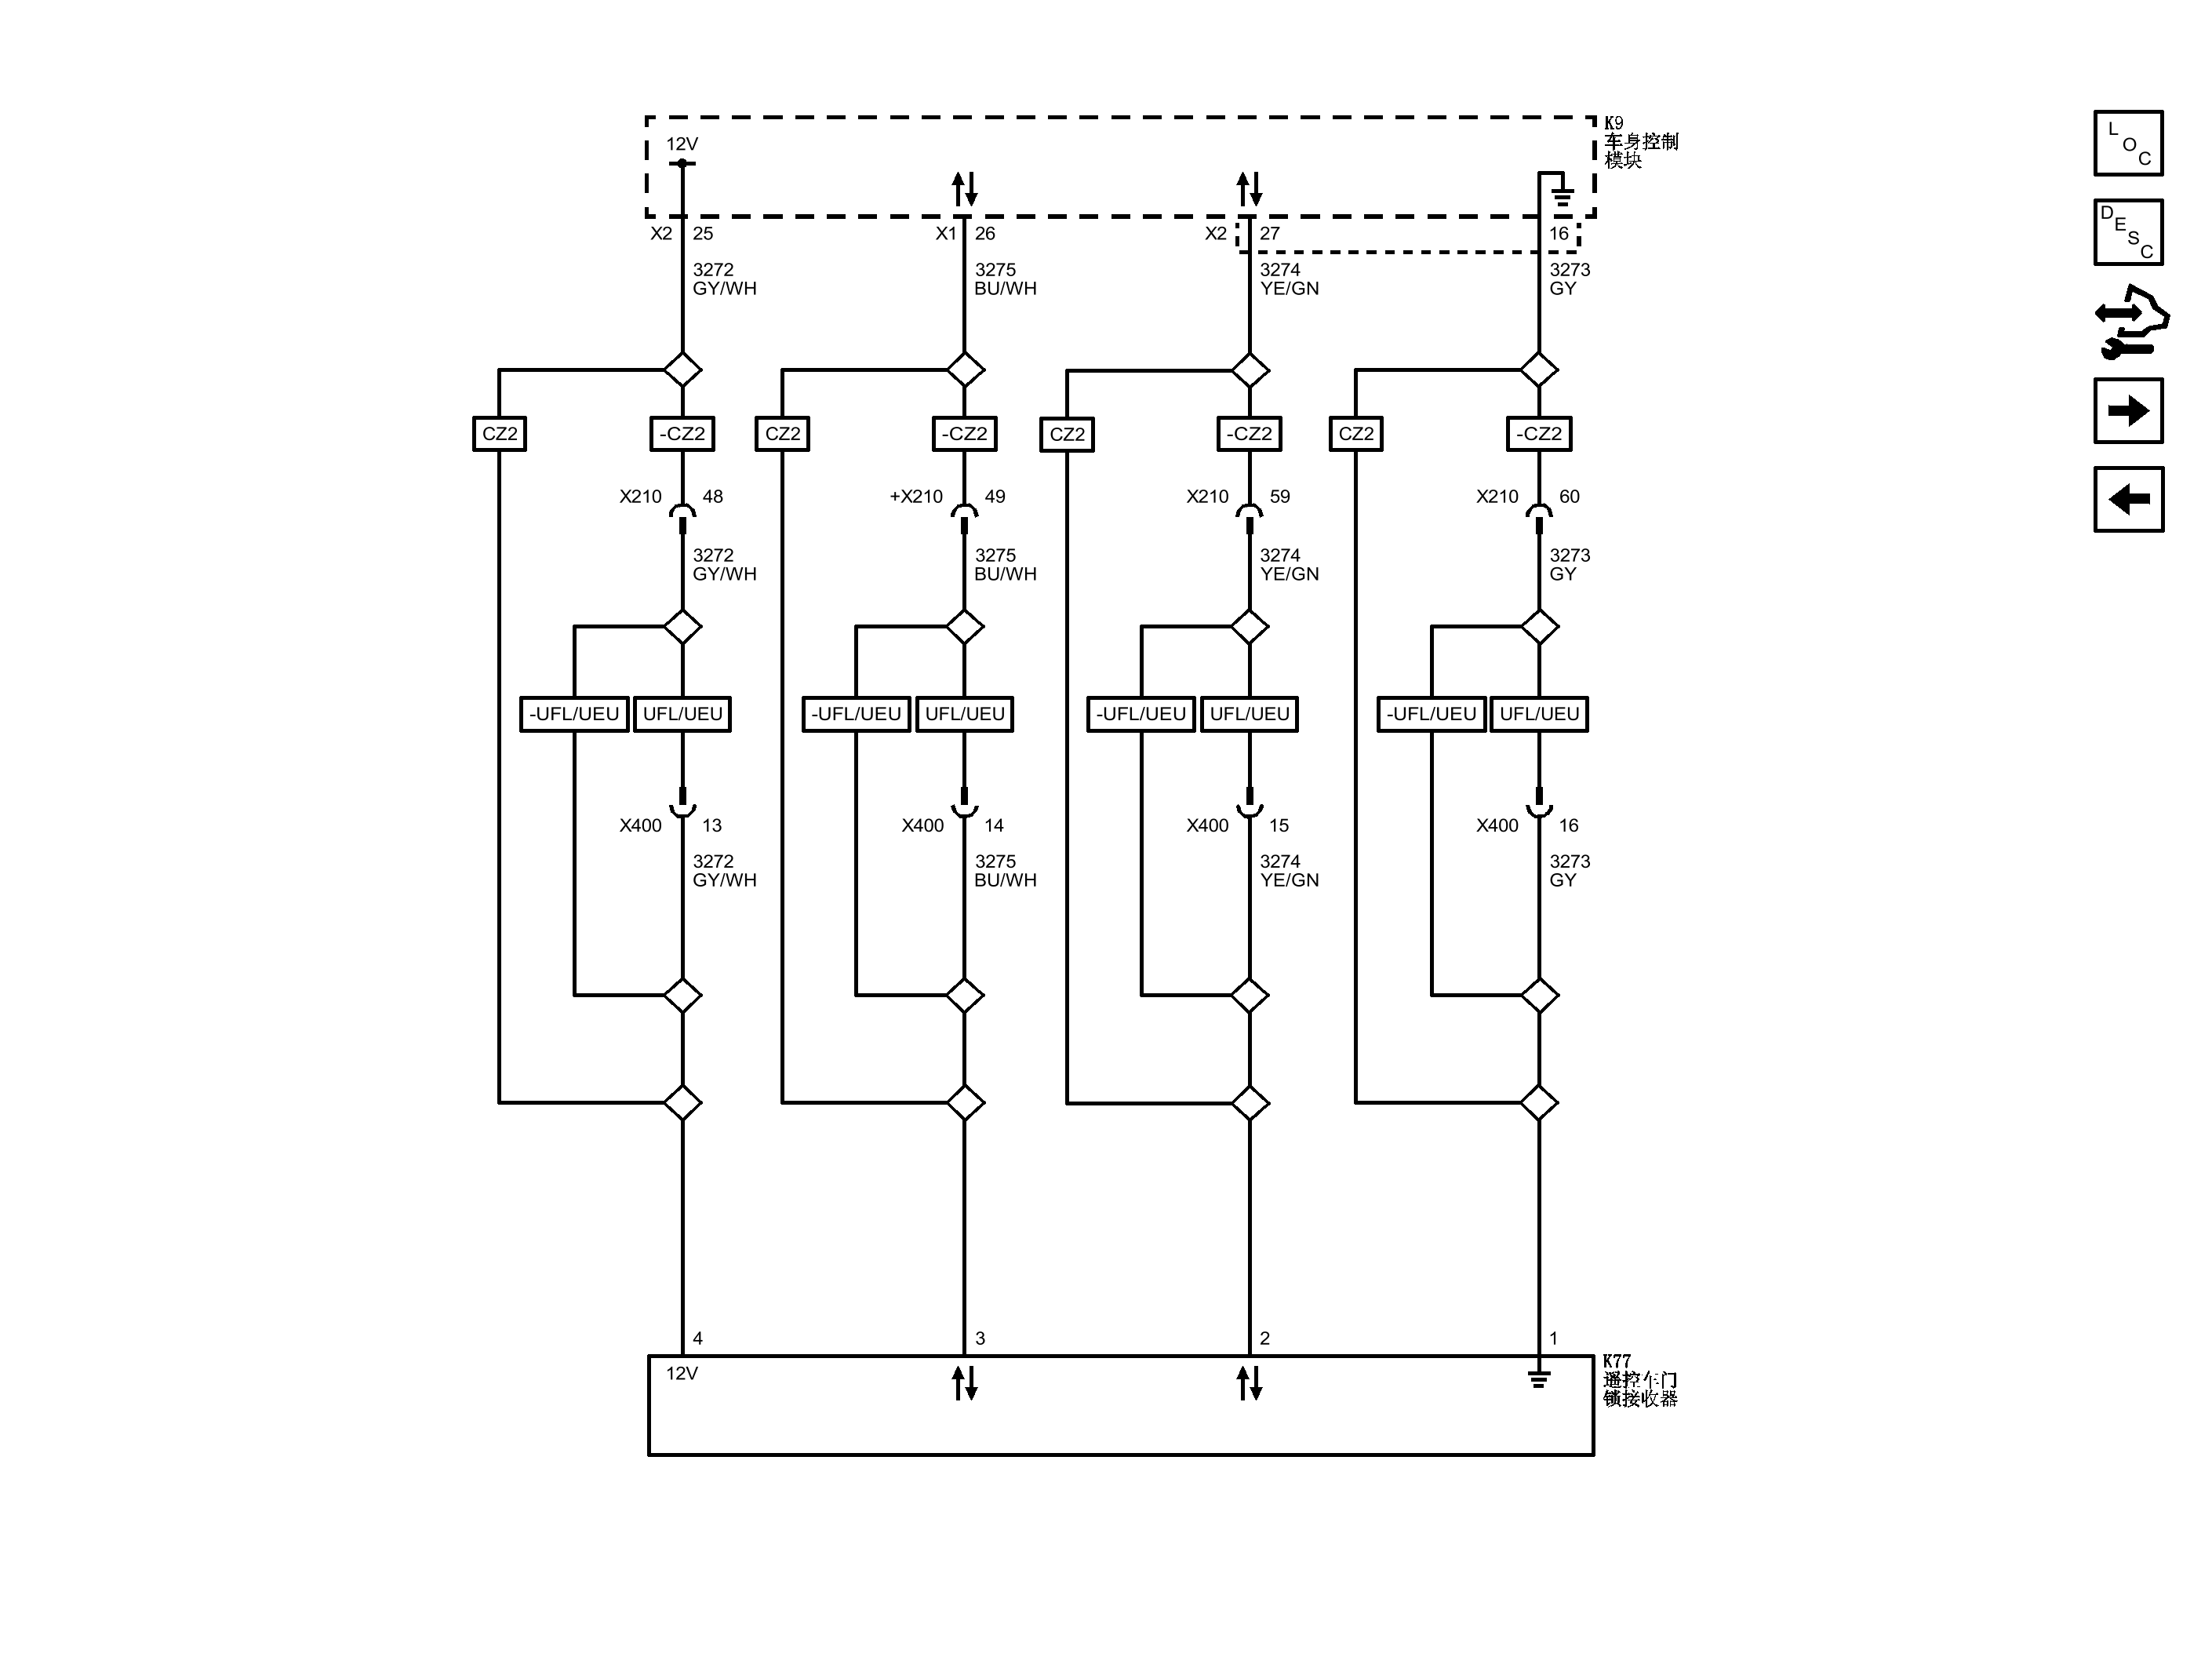 K9
车身控制
模块
12V
X2 25
X1 26
X2 27
16
3272
GY/WH
3275
BU/WH
3274
YE/GN
3273
GY
CZ2
-CZ2
CZ2
-CZ2
CZ2
-CZ2
CZ2
-CZ2
X210 48
+X210 49
X210 59
X210 60
3272
GY/WH
3275
BU/WH
3274
YE/GN
3273
GY
-UFL/UEU
UFL/UEU
-UFL/UEU
UFL/UEU
-UFL/UEU
UFL/UEU
-UFL/UEU
UFL/UEU
X400 13
X400 14
X400 15
X400 16
3272
GY/WH
3275
BU/WH
3274
YE/GN
3273
GY
4
3
2
1
12V
K77
遥控车门
锁接收器
LOC
DESC